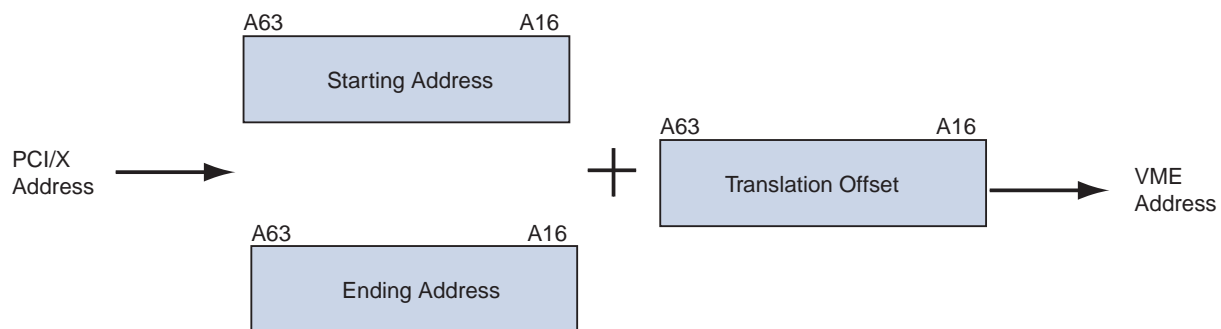 A63 A16
Starting Address
PCI/X
Address
A63 A16
Ending Address
A63 A16
Translation Offset
VME
Address